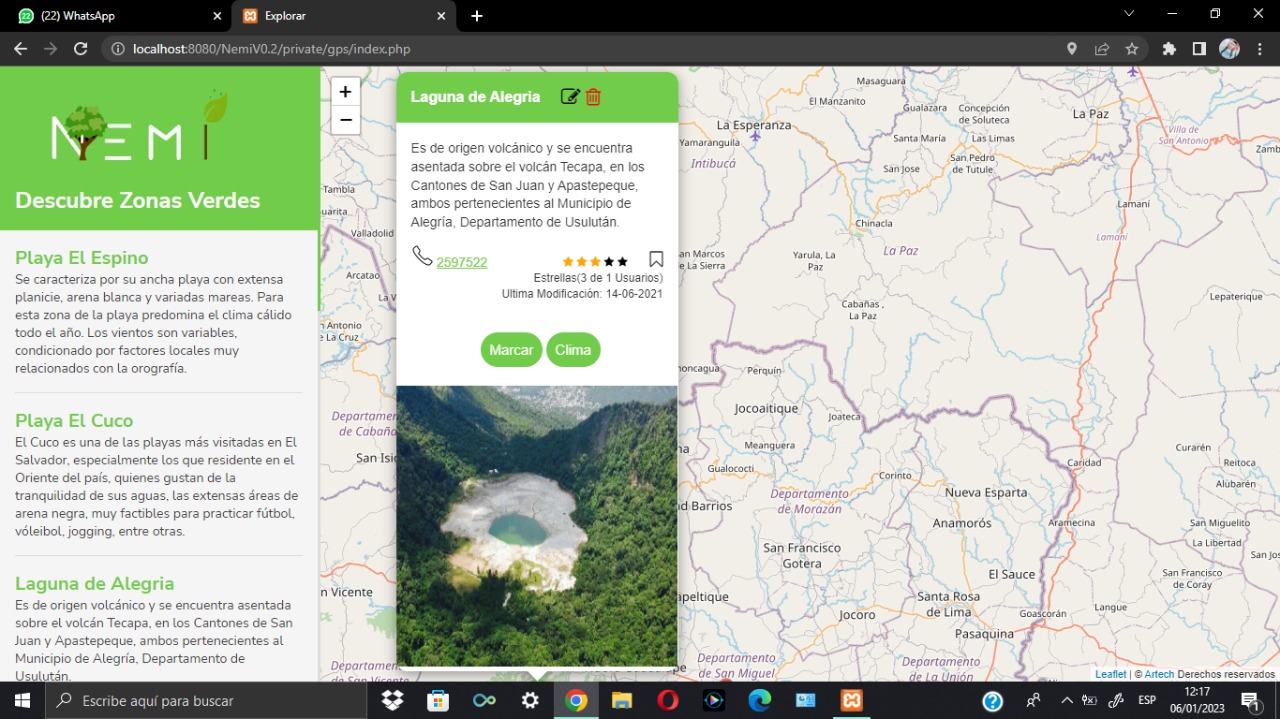 (22) WhatsApp
Explorar
localhost:8080/NemiV0.2/private/gps/index.php
NEMI
Descubre Zonas Verdes
Playa El Espino
Se caracteriza por su ancha playa con extensa
planicie, arena blanca y variadas mareas. Para
esta zona de la playa predomina el clima cálido
todo el año. Los vientos son variables,
condicionado por factores locales muy
relacionados con la orografía.
Playa El Cuco
El Cuco es una de las playas más visitadas en El
Salvador, especialmente los que residente en el
Oriente del país, quienes gustan de la
tranquilidad de sus aguas, las extensas áreas de
arena negra, muy factibles para practicar fútbol,
vóleibol, jogging, entre otras.
Laguna de Alegria
Es de origen volcánico y se encuentra asentada
sobre el volcán Tecapa, en los Cantones de San
Juan y Apastepeque, ambos pertenecientes al
Municipio de Alegría, Departamento de
Usulután.
+
−
Laguna de Alegria
Es de origen volcánico y se encuentra
asentada sobre el volcán Tecapa, en los
Cantones de San Juan y Apastepeque,
ambos pertenecientes al Municipio de
Alegría, Departamento de Usulután.
2597522
Estrellas(3 de 1 Usuarios)
Ultima Modificación: 14-06-2021
Marcar
Clima
Masaguara
El Manzanito
Gualazara
Concepción
de Soluteca
La Paz
La Esperanza
Yamaranguila
Intibucá
Santa María
Las Limas
Villa de
San Antonio
Zamb
San Pedro
de Tutule
San Jose
Tambla
uarita
Valladolid
Lamaní
Lamaní
Chinacla
La Paz
an Marcos
e La Sierra
Yarula, La
Paz
Arcatao
La V
Lepaterique
Cabañas ,
La Paz
n Antonio
e La Cruz
noncagua
Perquín
Jocoaitique
Joateca
Departamento
de Cabaña
Meanguera
na
Gualococti
Corinto
Caridad
Curarén
Reitoca
Alubarén
San Isid
Departamento
de Morazán
Nueva Esparta
d Barrios
Anamorós
Aramecina
San Miguelito
La Libertad
San Francisco
Gotera
San Jos
El Sauce
San Francisco
de Coray
n Vicente
apeltique
Santa Rosa
de Lima
Langue
Jocoro
Goascorán
Pasaquina
Departamento
de San Vicente
Departamento
de San Miguel
Departamento
de La Unión
Leaflet | © Artech Derechos reservados
Escribe aquí para buscar
ESP
12:17
06/01/2023
1